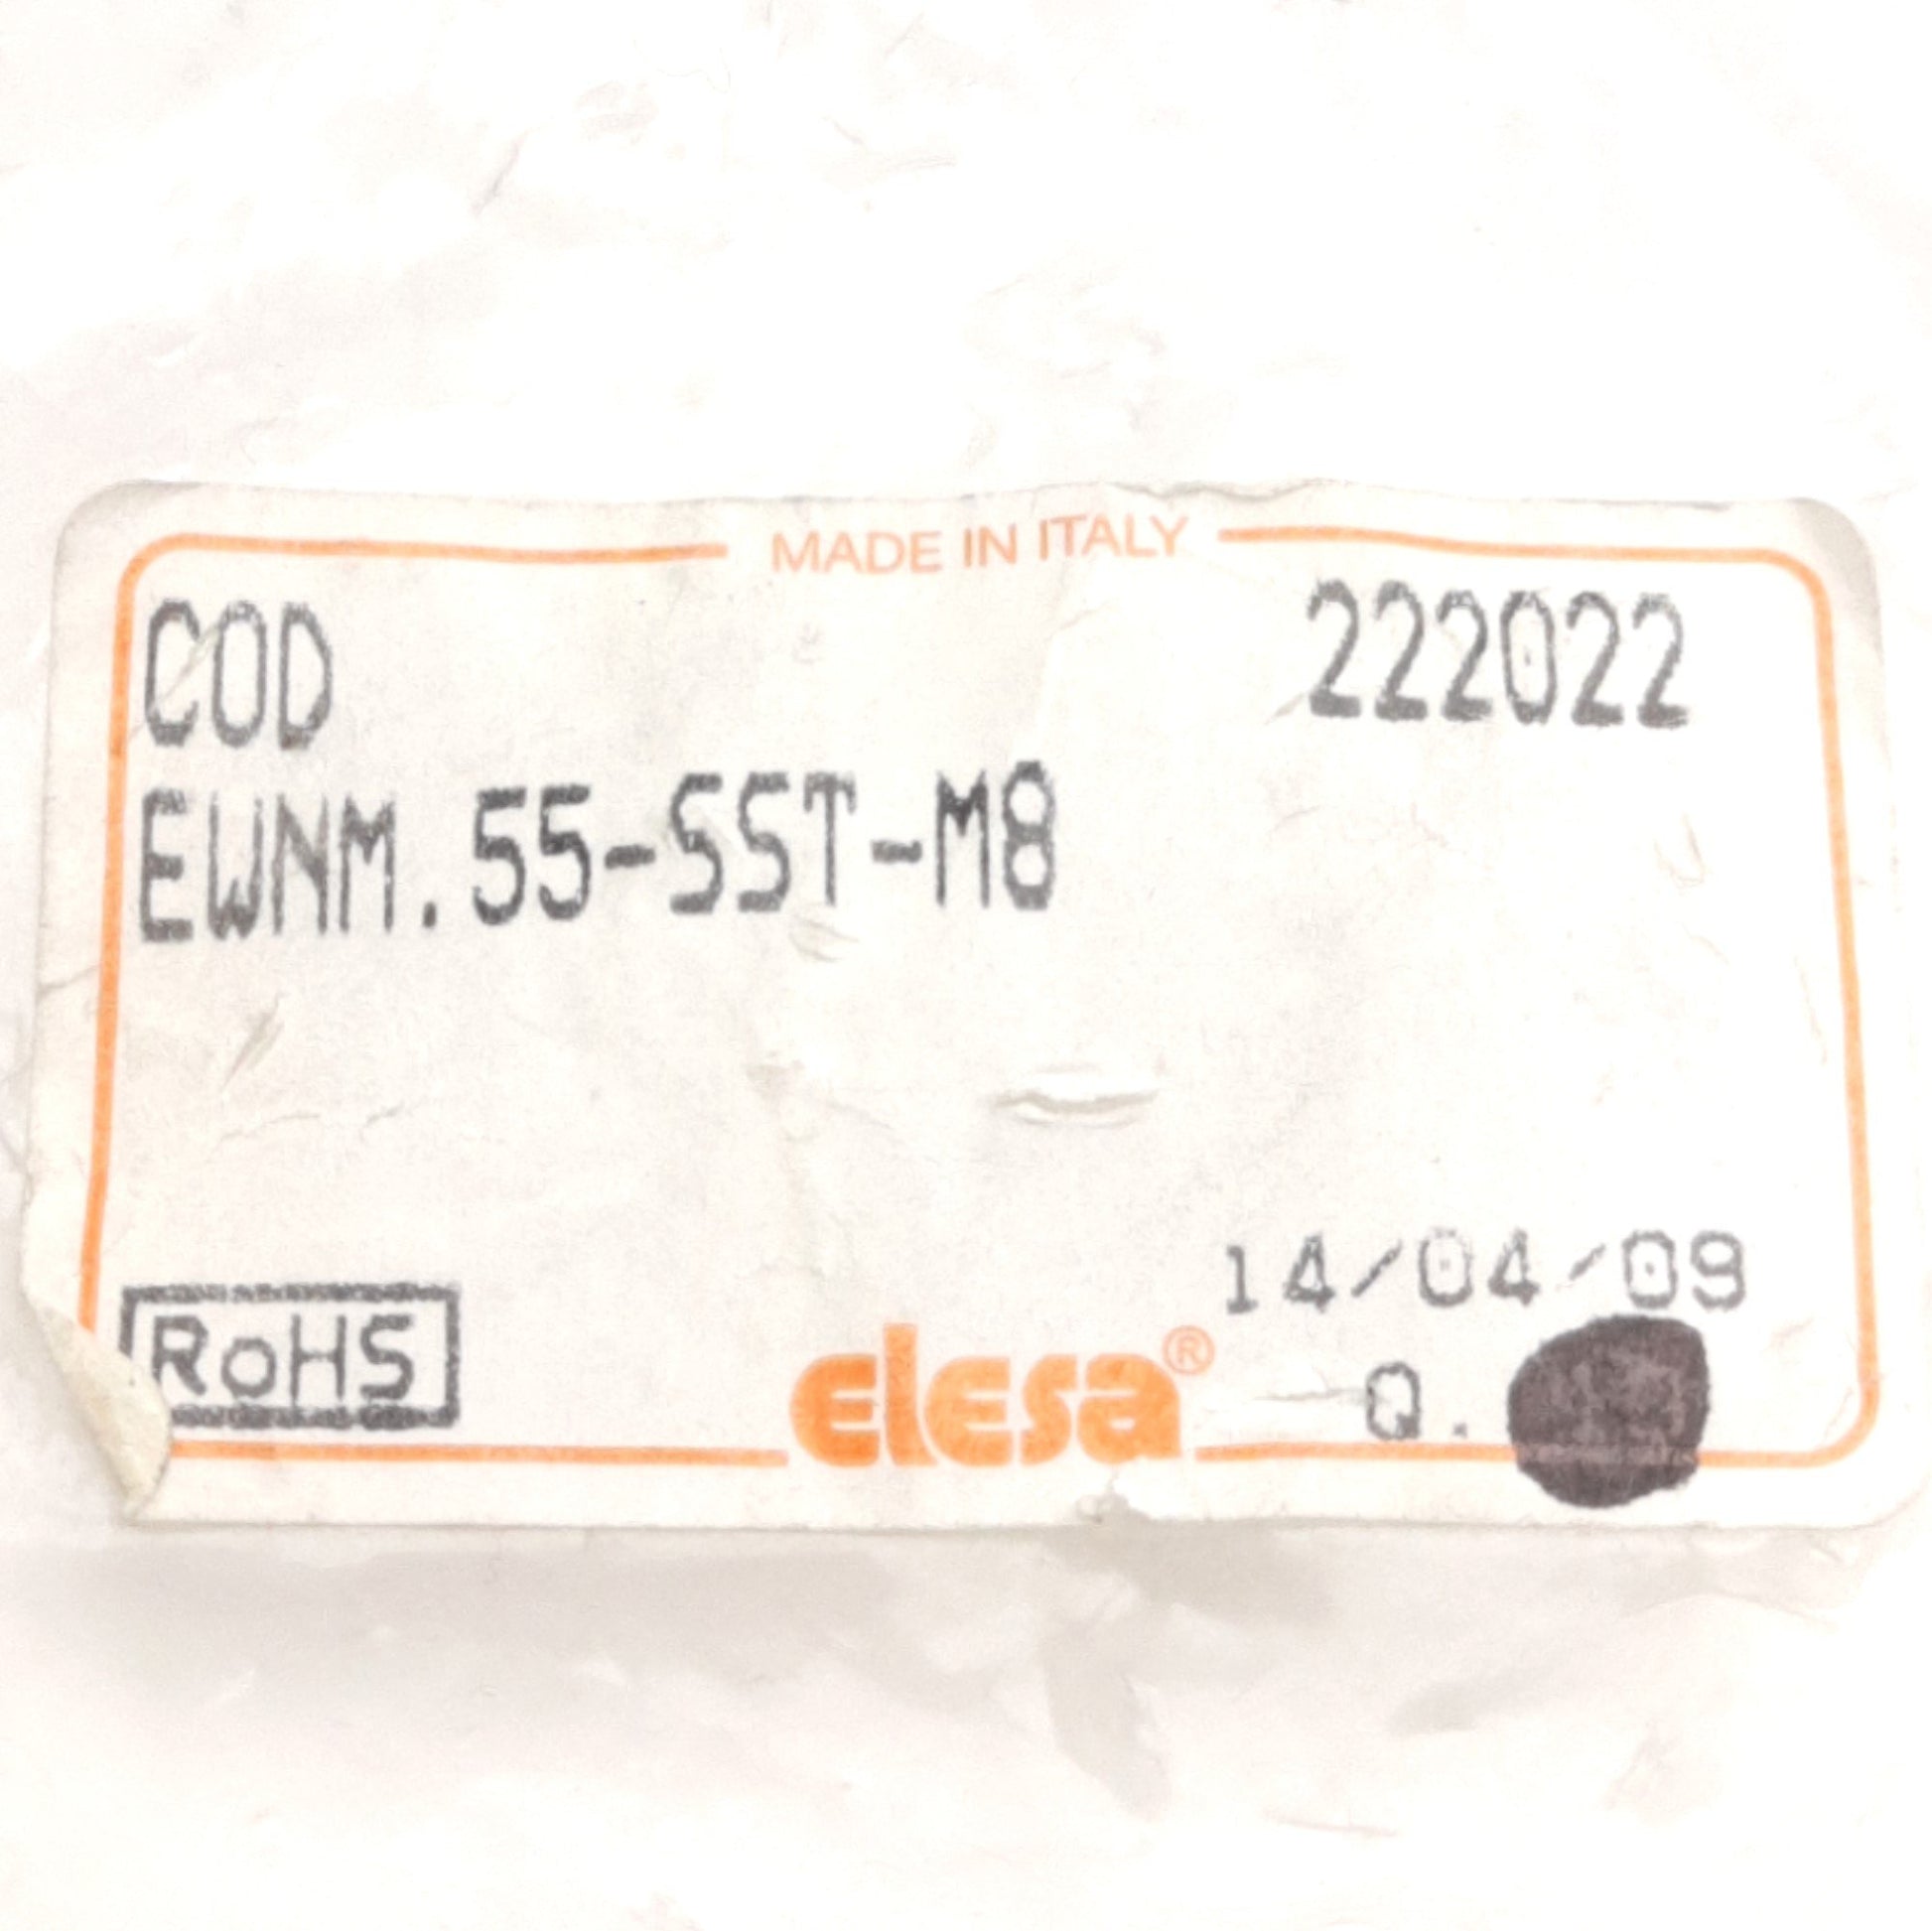 MADE IN ITALY
COD 222022
EWNM.55-SST-M8
14/04/09
RoHS
elesa®
Q.